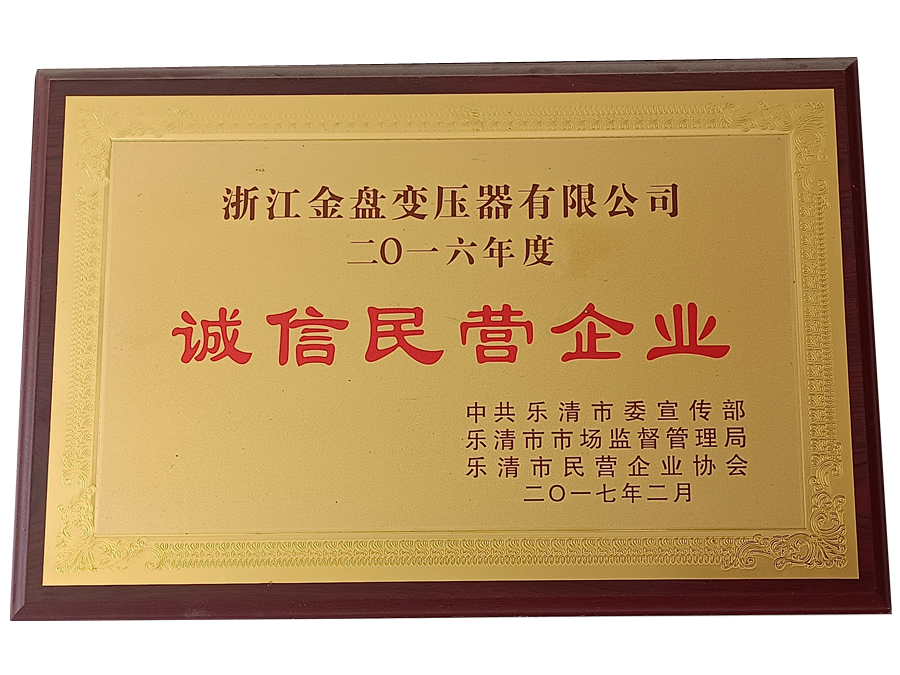 浙江金盘变压器有限公司
二〇一六年度
诚信民营企业
中共乐清市委宣传部
乐清市市场监督管理局
乐清市民营企业协会
二〇一七年二月